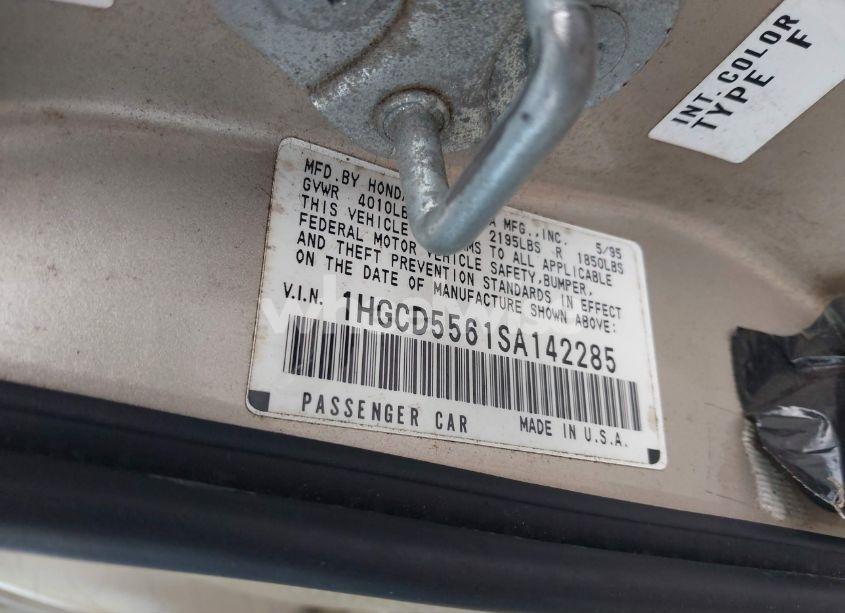 INT. COLOR
TYPE F
MFD. BY HONDA MFG., INC. 5/95
GVWR 4010LBS 2195LBS R 1850LBS
THIS VEHICLE TO ALL APPLICABLE
FEDERAL MOTOR VEHICLE SAFETY, BUMPER,
AND THEFT PREVENTION STANDARDS IN EFFECT
ON THE DATE OF MANUFACTURE SHOWN ABOVE:
V.I.N. 1HGCD5561SA142285
PASSENGER CAR MADE IN U.S.A.